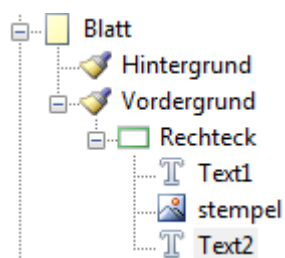 Blatt
Hintergrund
Vordergrund
Rechteck
Text1
stempel
Text2